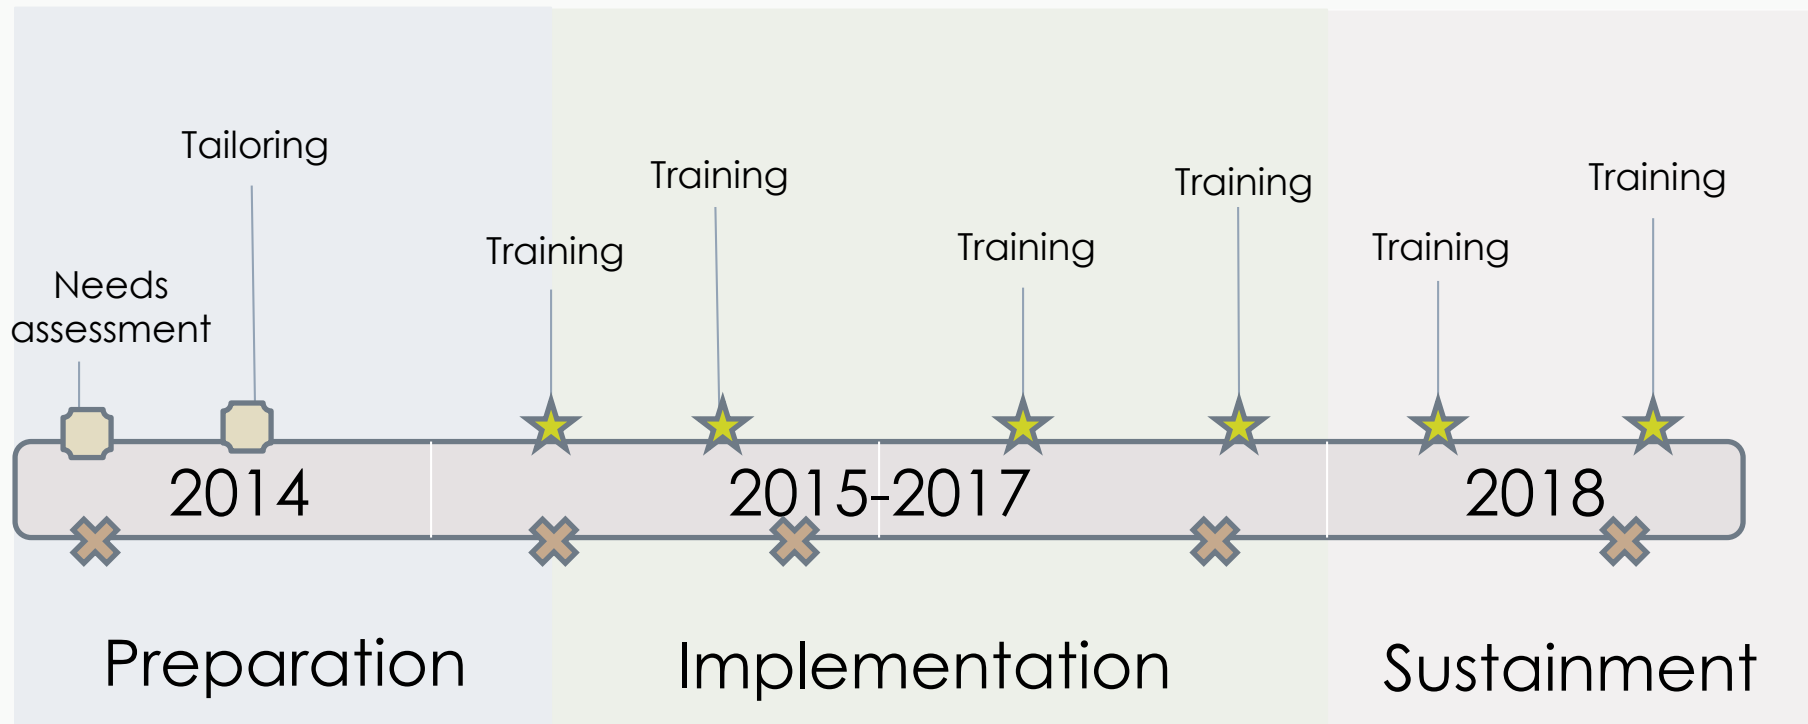 Tailoring
Training
Training
Training
Training
Training
Training
Needs
assessment
2014
2015-2017
2018
Preparation
Implementation
Sustainment